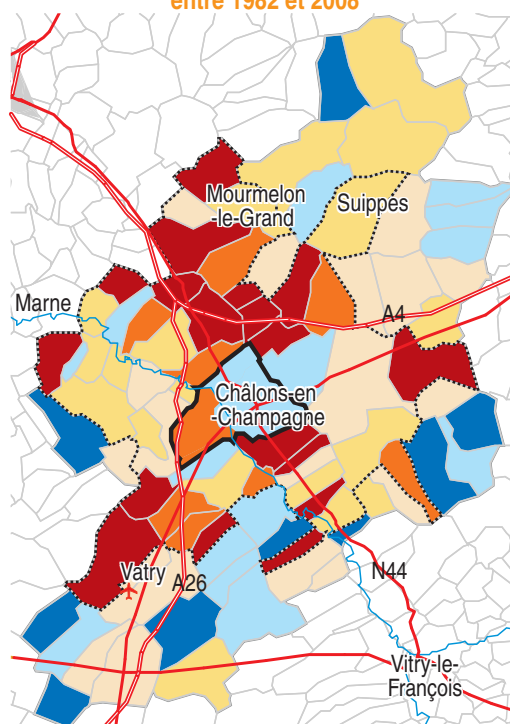 entre 1982 et 2008
Mourmelon
-le-Grand
Suippes
Marne
A4
Châlons-en
-Champagne
Vatry
A26
N44
Vitry-le-
François